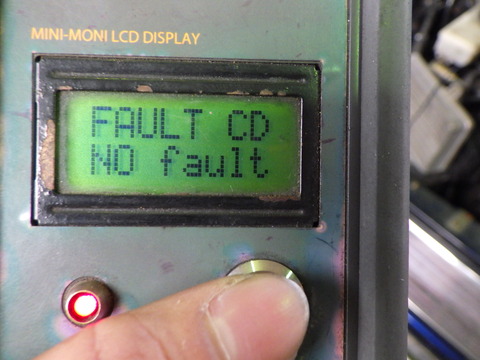 MINI-MONI LCD DISPLAY
FAULT CD
NO fault